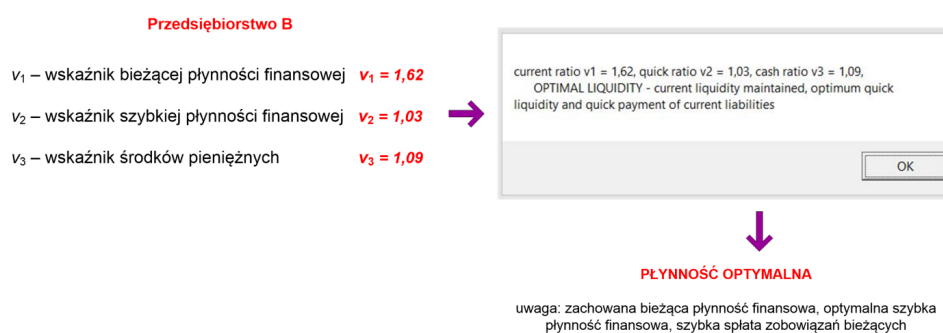 Przedsiębiorstwo B
v₁ – wskaźnik bieżącej płynności finansowej v₁ = 1,62
v₂ – wskaźnik szybkiej płynności finansowej v₂ = 1,03
v₃ – wskaźnik środków pieniężnych v₃ = 1,09
current ratio v1 = 1,62, quick ratio v2 = 1,03, cash ratio v3 = 1,09,
OPTIMAL LIQUIDITY - current liquidity maintained, optimum quick
liquidity and quick payment of current liabilities
OK
PŁYNNOŚĆ OPTYMALNA
uwaga: zachowana bieżąca płynność finansowa, optymalna szybka
płynność finansowa, szybka spłata zobowiązań bieżących